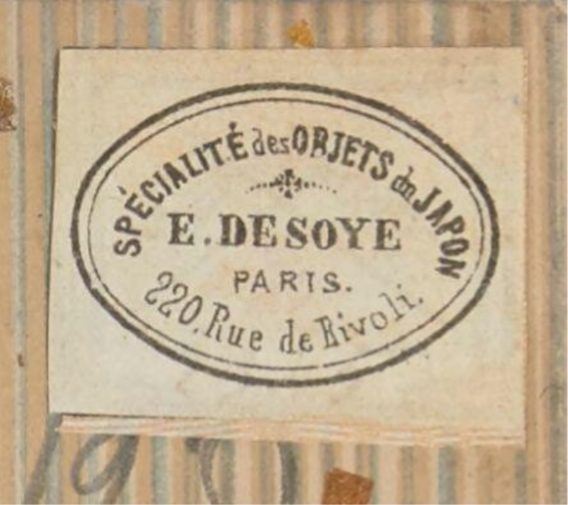 SPÉCIALITÉ des OBJETS du JAPON
E. DESOYE
PARIS.
220. Rue de Rivoli.